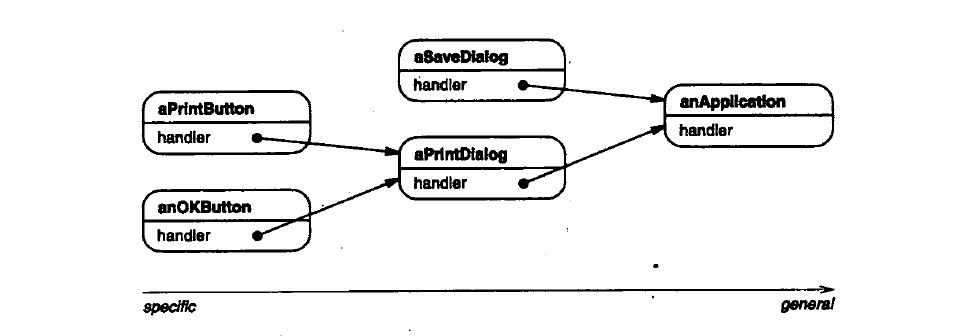 aSaveDialog
handler
anApplication
handler
aPrintButton
handler
aPrintDialog
handler
anOKButton
handler
specific
general